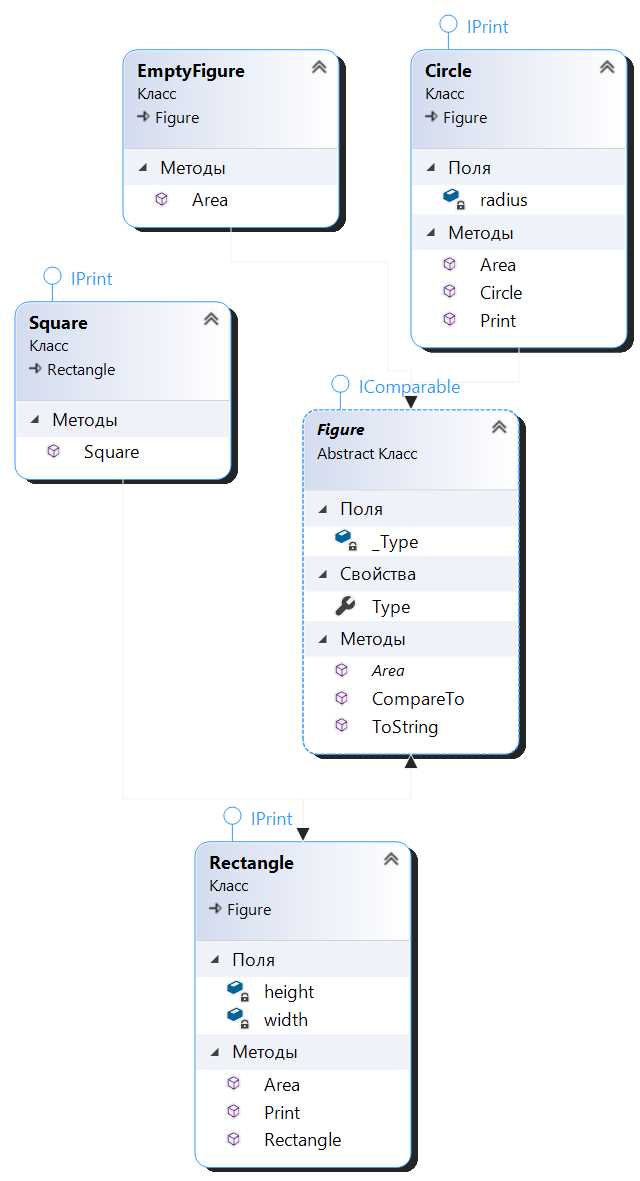 EmptyFigure
Класс
Figure
Методы
Area
IPrint
Circle
Класс
Figure
Поля
radius
Методы
Area
Circle
Print
IPrint
Square
Класс
Rectangle
Методы
Square
IComparable
Figure
Abstract Класс
Поля
_Type
Свойства
Type
Методы
Area
CompareTo
ToString
IPrint
Rectangle
Класс
Figure
Поля
height
width
Методы
Area
Print
Rectangle